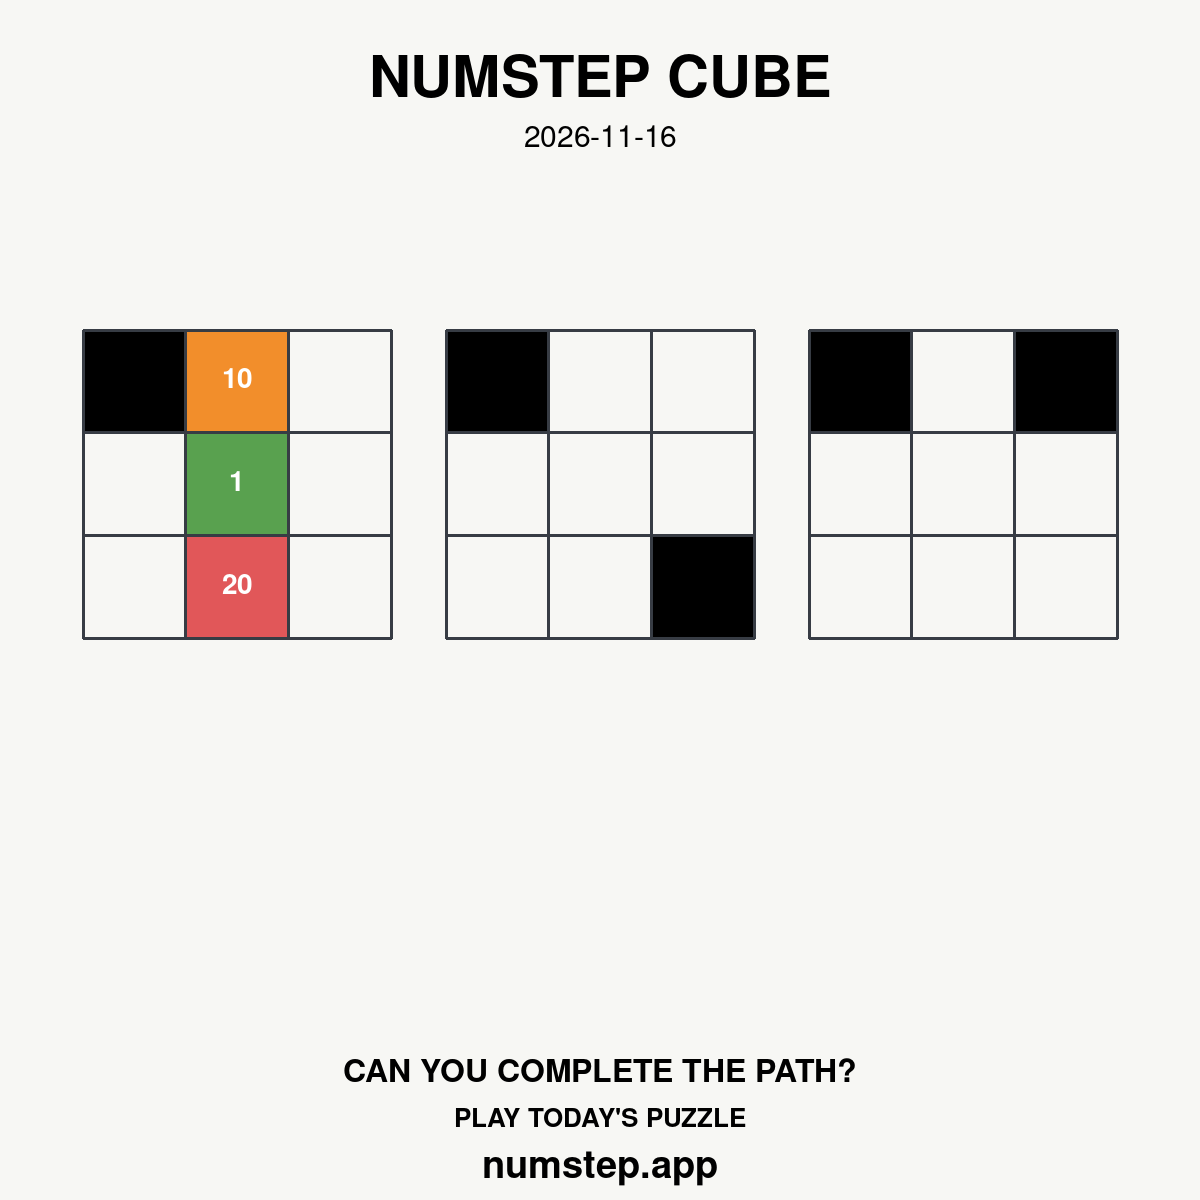 NUMSTEP CUBE
2026-11-16
10
1
20
CAN YOU COMPLETE THE PATH?
PLAY TODAY'S PUZZLE
numstep.app